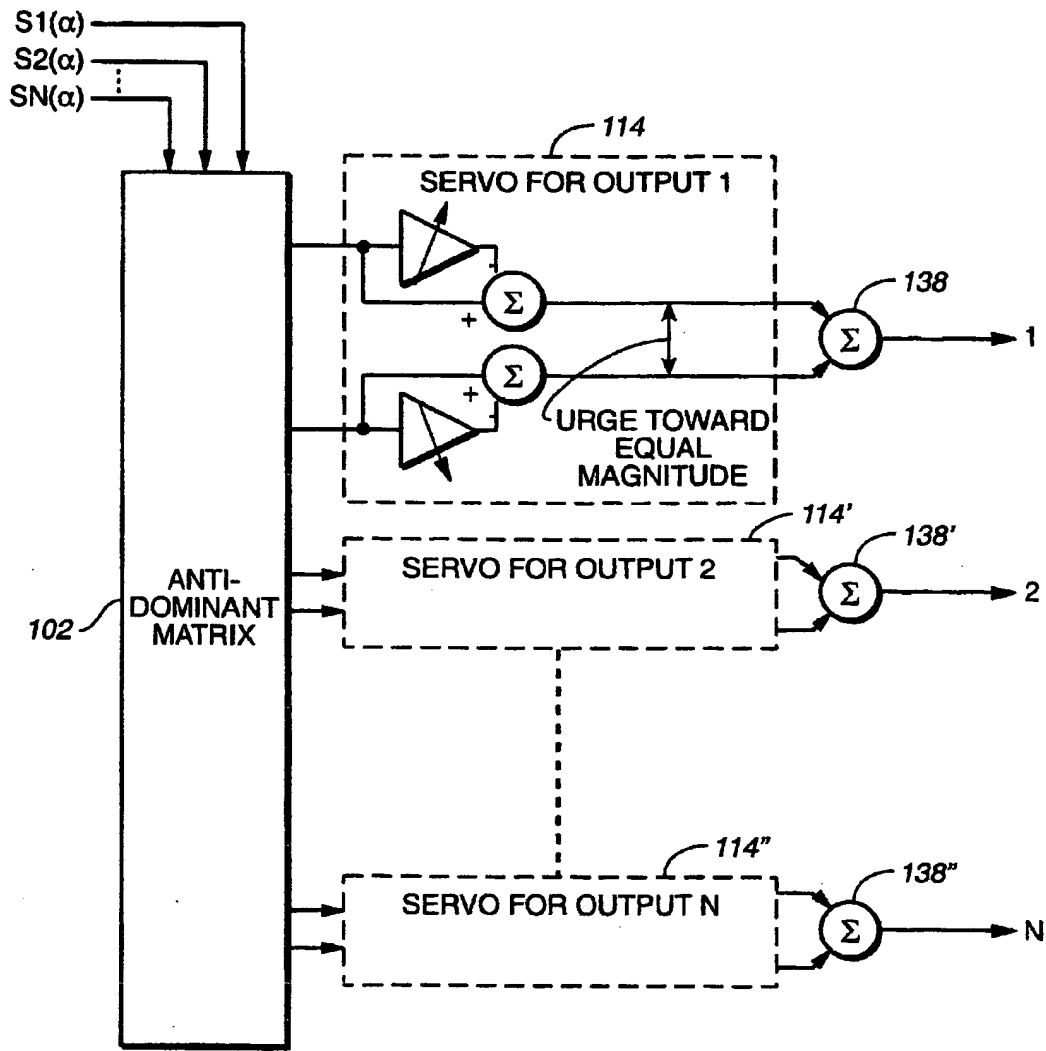 S1(α)
S2(α)
SN(α)
114
SERVO FOR OUTPUT 1
-
Σ
+
138
Σ
1
Σ
+
-
URGE TOWARD
EQUAL
MAGNITUDE
114'
SERVO FOR OUTPUT 2
138'
Σ
2
102
ANTI-
DOMINANT
MATRIX
114"
SERVO FOR OUTPUT N
138"
Σ
N